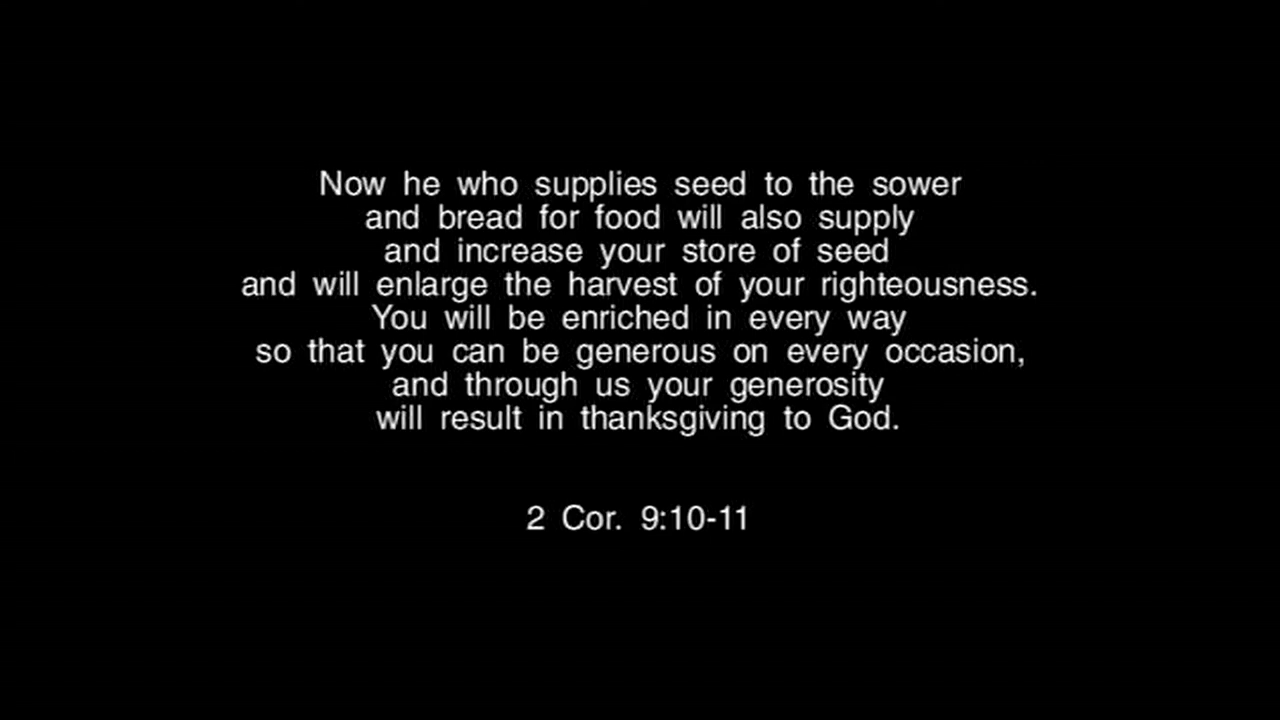 Now he who supplies seed to the sower
and bread for food will also supply
and increase your store of seed
and will enlarge the harvest of your righteousness.
You will be enriched in every way
so that you can be generous on every occasion,
and through us your generosity
will result in thanksgiving to God.
2 Cor. 9:10-11